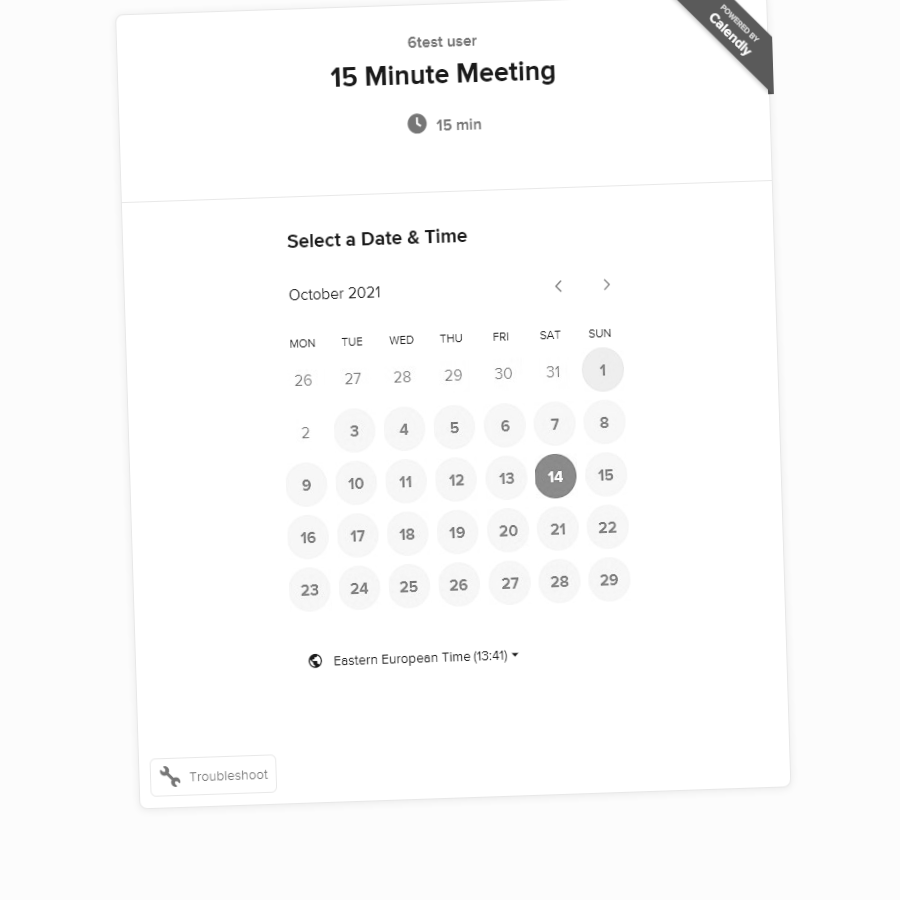 POWERED BY
Calendly
6test user
15 Minute Meeting
15 min
Select a Date & Time
October 2021
MON TUE WED THU FRI SAT SUN
26 27 28 29 30 31 1
2 3 4 5 6 7 8
9 10 11 12 13 14 15
16 17 18 19 20 21 22
23 24 25 26 27 28 29
Eastern European Time (13:41)
Troubleshoot